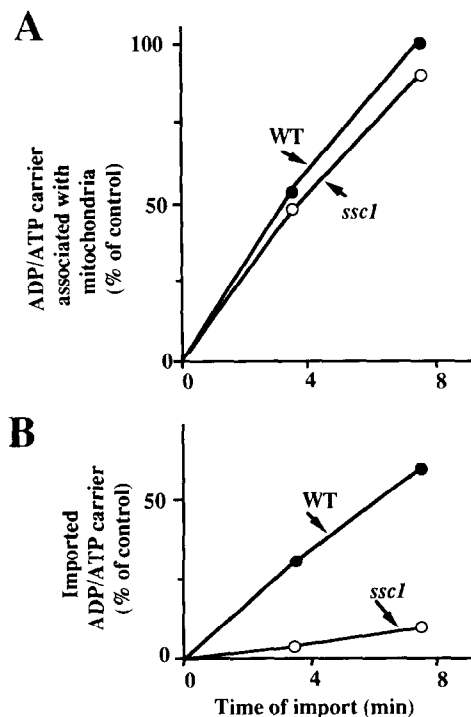 A
100
50
0
ADP/ATP carrier
associated with
mitochondria
(% of control)
WT
ssc1
0
4
8
B
50
0
Imported
ADP/ATP carrier
(% of control)
WT
ssc1
0
4
8
Time of import (min)